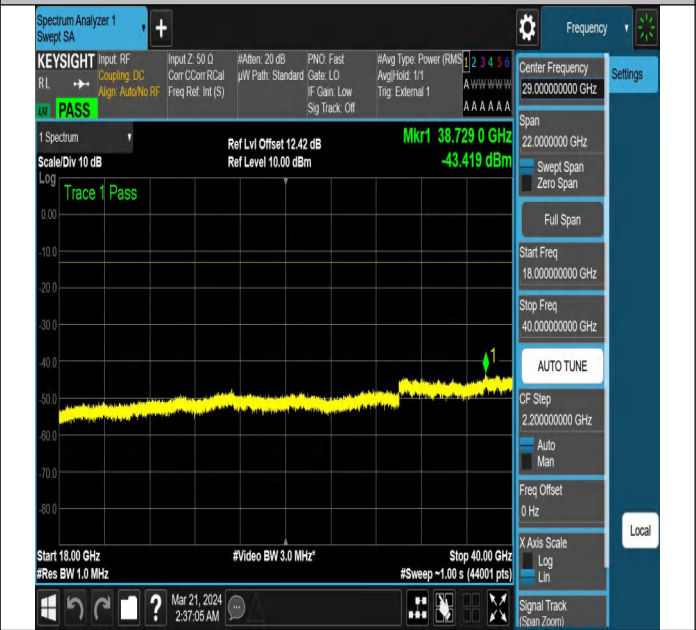 Spectrum Analyzer 1
Swept SA
+
Frequency
KEYSIGHT
RL
PASS
Input: RF
Coupling: DC
Align: Auto/No RF
Input Z: 50 Ω
Corr CCorr RCal
Freq Ref: Int (S)
#Atten: 20 dB
µW Path: Standard
PNO: Fast
Gate: LO
IF Gain: Low
Sig Track: Off
#Avg Type: Power (RMS
Avg|Hold: 1/1
Trig: External 1
1 2 3 4 5 6
A W W W W W
A A A A A A
1 Spectrum
Scale/Div 10 dB
Ref Lvl Offset 12.42 dB
Ref Level 10.00 dBm
Mkr1 38.729 0 GHz
-43.419 dBm
Log
Trace 1 Pass
0.00
-10.0
-20.0
-30.0
-40.0
-50.0
-60.0
-70.0
-80.0
1
Start 18.00 GHz
#Res BW 1.0 MHz
#Video BW 3.0 MHz*
Stop 40.00 GHz
#Sweep ~1.00 s (44001 pts)
Mar 21, 2024
2:37:05 AM
Center Frequency
29.00000000 GHz
Settings
Span
22.0000000 GHz
Swept Span
Zero Span
Full Span
Start Freq
18.000000000 GHz
Stop Freq
40.000000000 GHz
AUTO TUNE
CF Step
2.200000000 GHz
Auto
Man
Freq Offset
0 Hz
X Axis Scale
Log
Lin
Local
Signal Track
(Span Zoom)